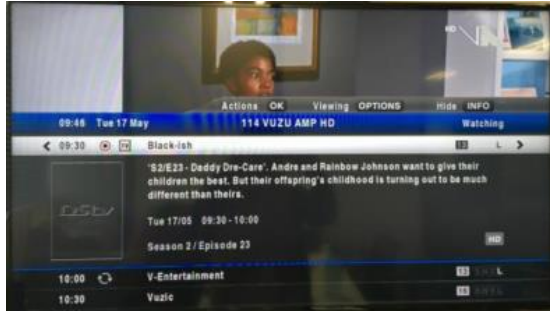 HD
Actions OK Viewing OPTIONS Hide INFO
09:46 Tue 17 May 114 VUZU AMP HD Watching
09:30 Black-ish 13 L
'S2/E23 - Daddy Dre-Care'. Andre and Rainbow Johnson want to give their
children the best. But their offspring's childhood is turning out to be much
different than theirs.
DStv
Tue 17/05 09:30 - 10:00
Season 2 / Episode 23 HD
10:00 V-Entertainment 13 L
10:30 Vuzic